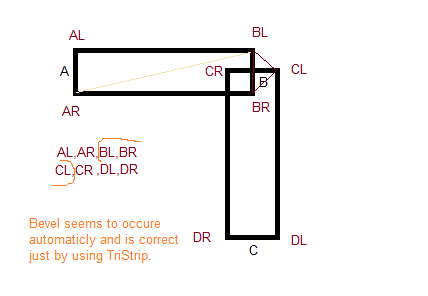 AL
BL
A
CR
CL
B
AR
BR
AL,AR,BL,BR
CL,CR ,DL,DR
Bevel seems to occure
automaticly and is correct
just by using TriStrip.
DR
C
DL